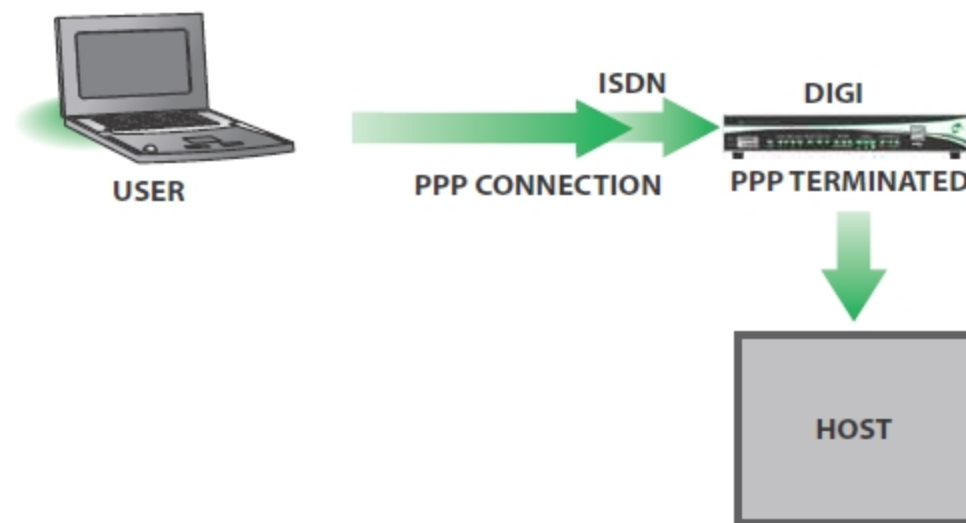 ISDN
DIGI
USER
PPP CONNECTION
PPP TERMINATED
HOST